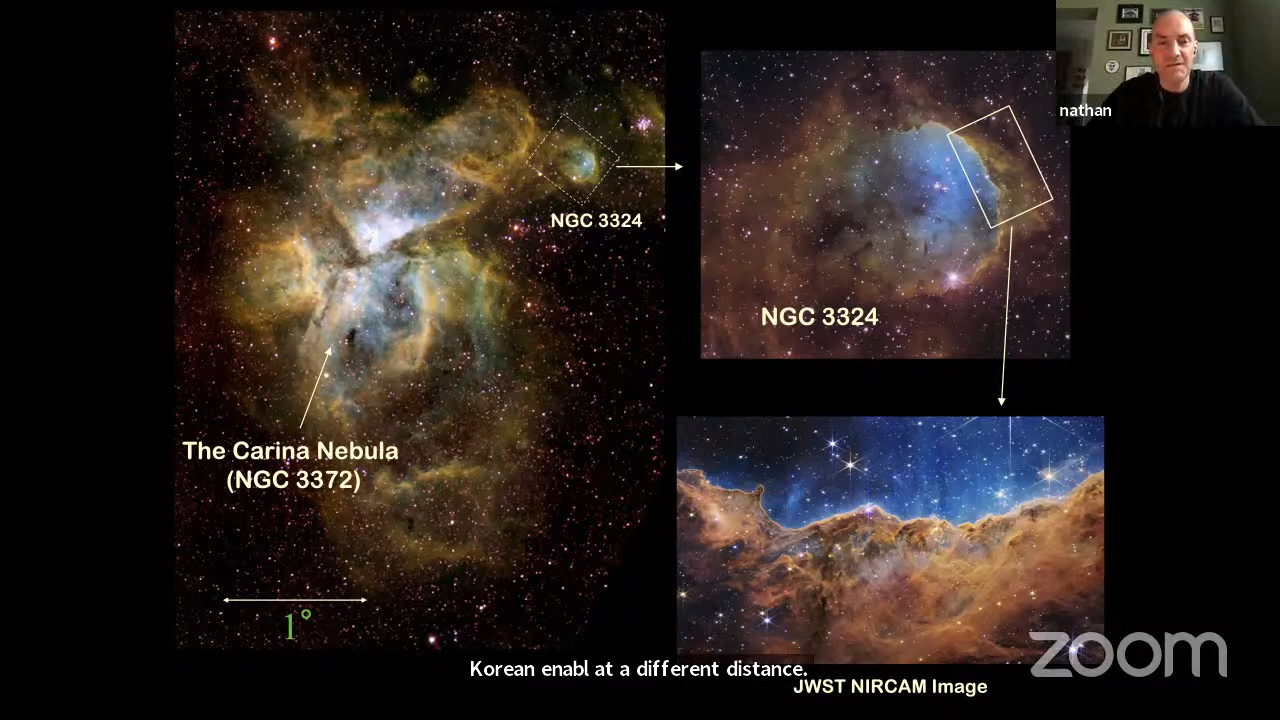 nathan
NGC 3324
NGC 3324
The Carina Nebula
(NGC 3372)
1°
Korean enabl at a different distance.
JWST NIRCAM Image
zoom